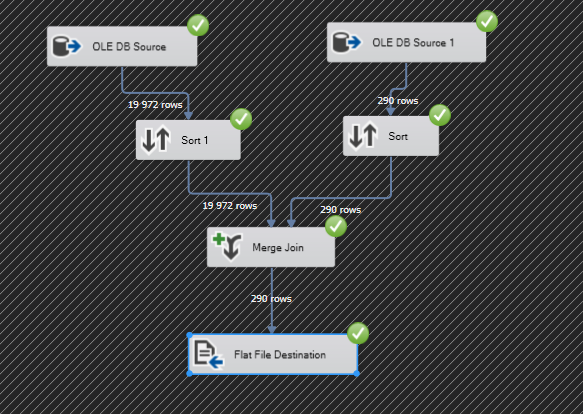 OLE DB Source
OLE DB Source 1
19 972 rows
290 rows
Sort 1
Sort
19 972 rows
290 rows
Merge Join
290 rows
Flat File Destination